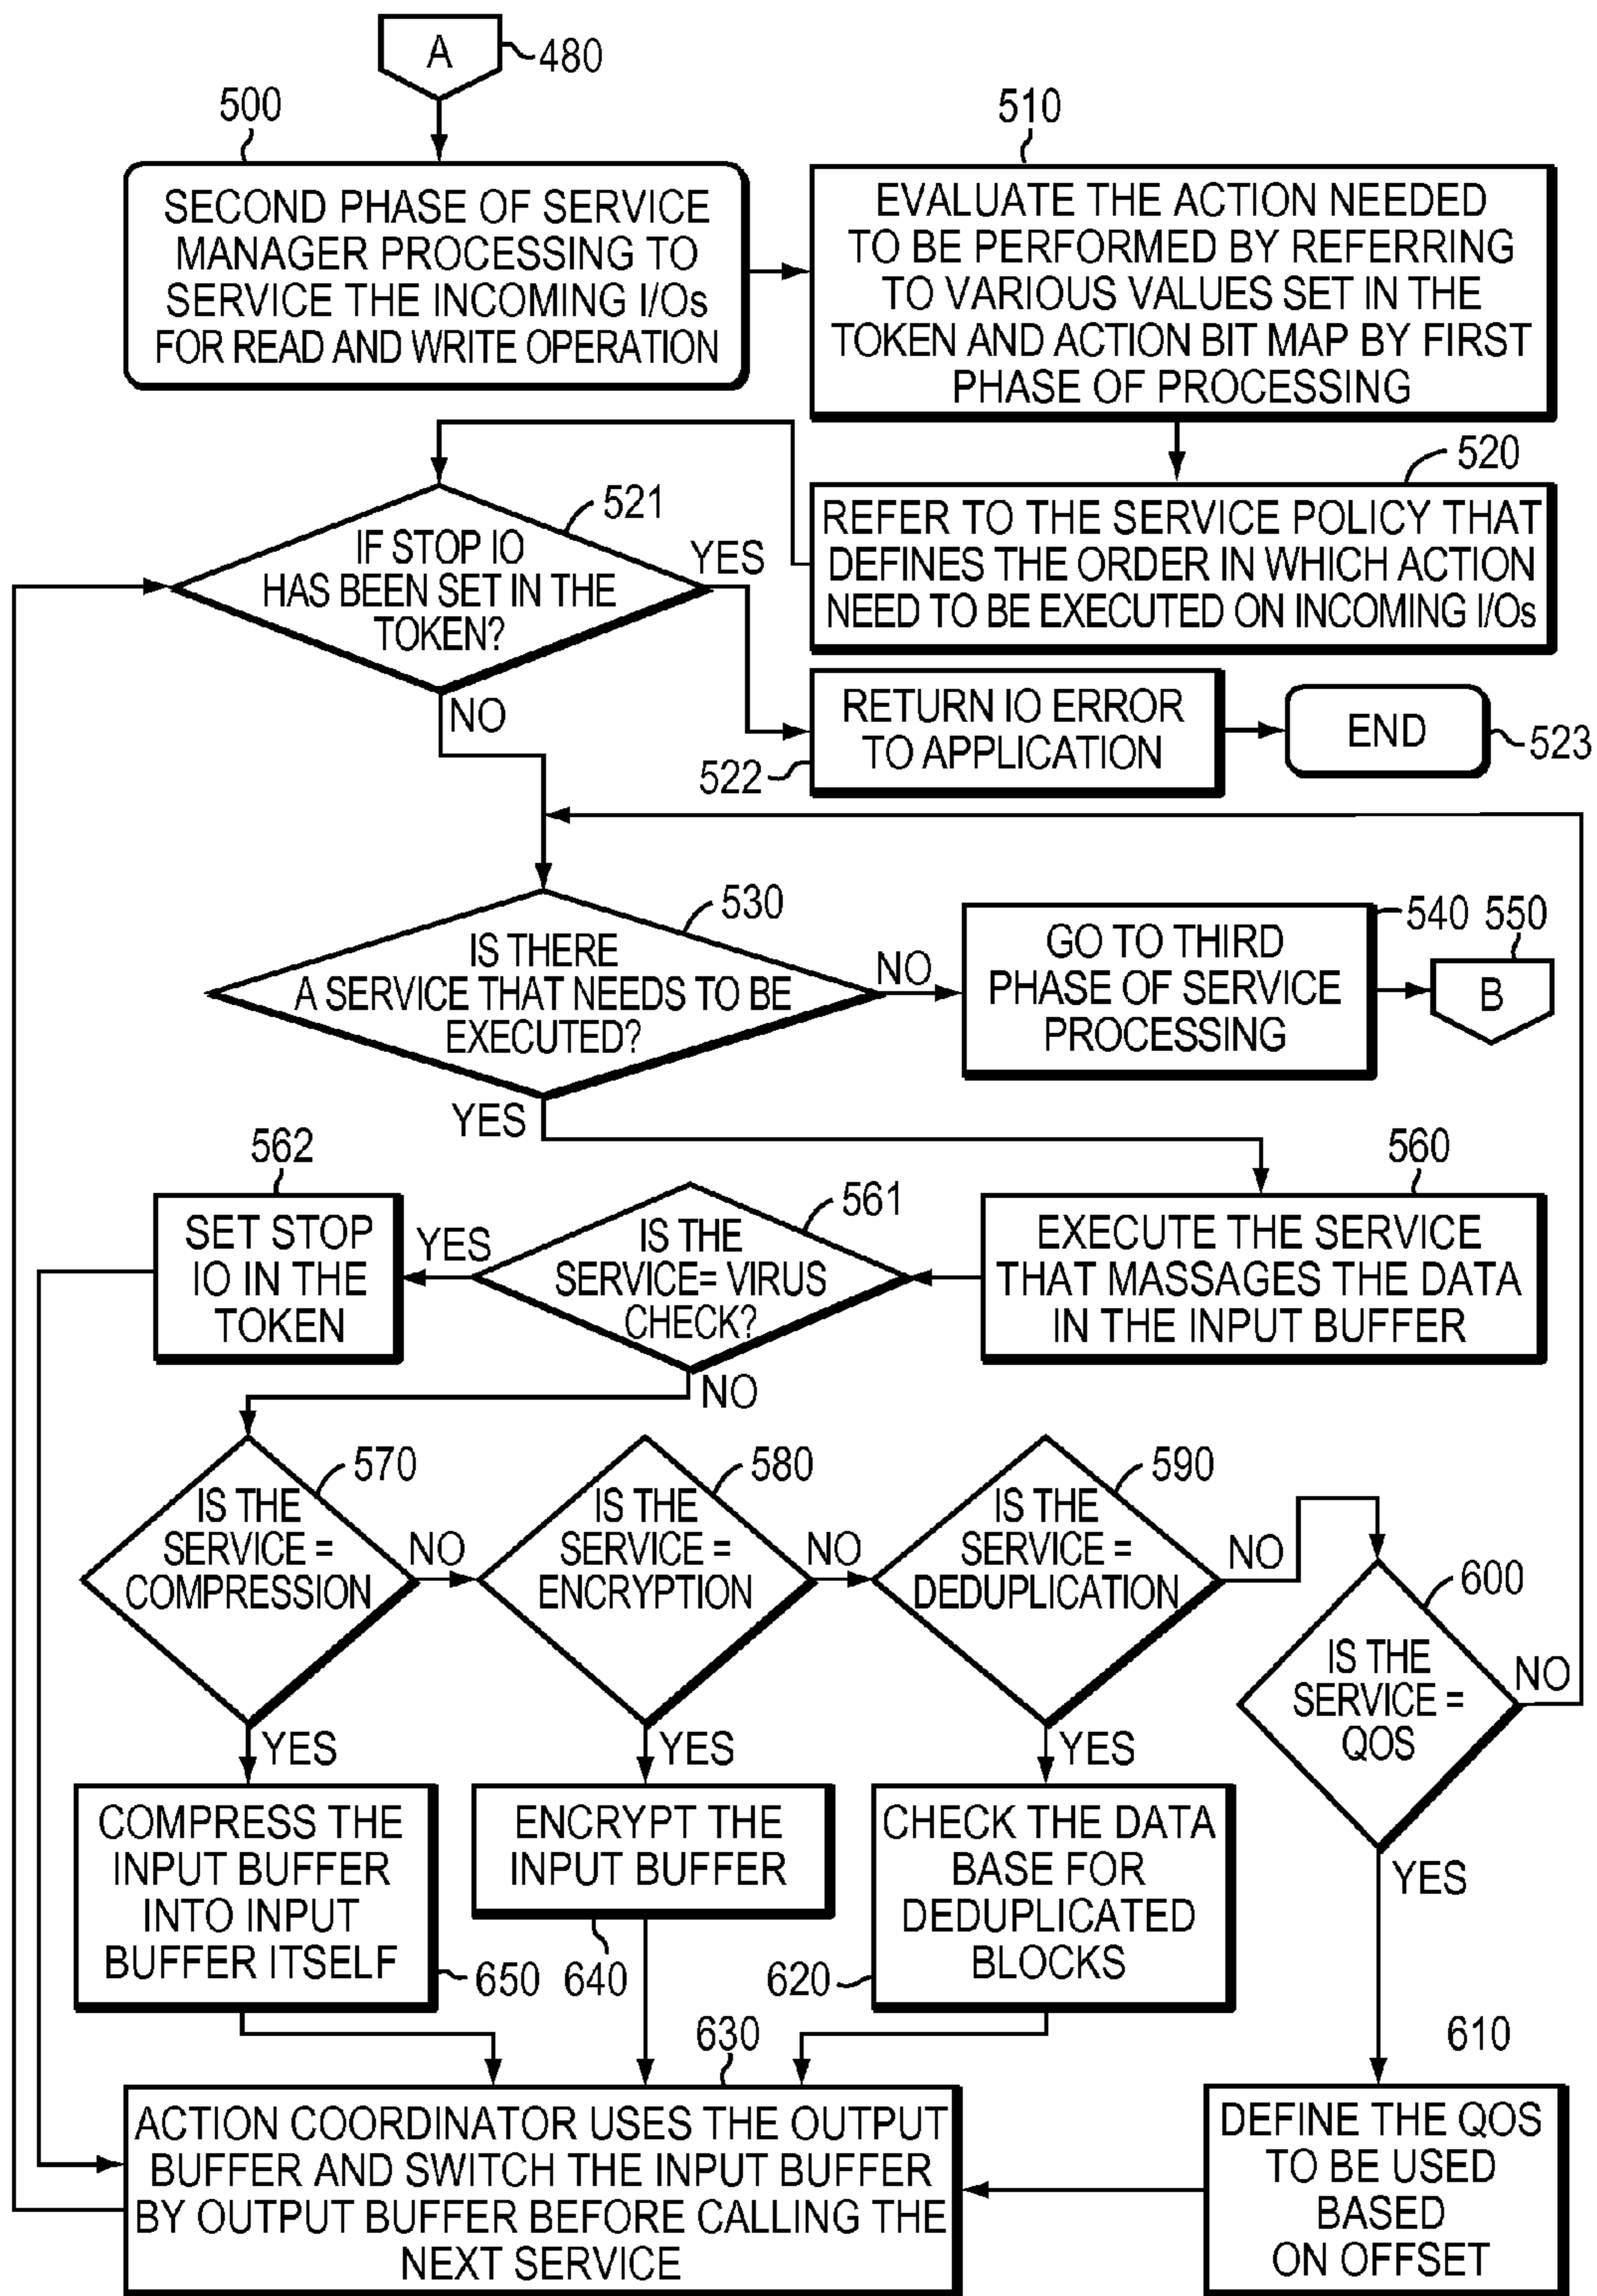 A
480
500
SECOND PHASE OF SERVICE
MANAGER PROCESSING TO
SERVICE THE INCOMING I/Os
FOR READ AND WRITE OPERATION
510
EVALUATE THE ACTION NEEDED
TO BE PERFORMED BY REFERRING
TO VARIOUS VALUES SET IN THE
TOKEN AND ACTION BIT MAP BY FIRST
PHASE OF PROCESSING
520
REFER TO THE SERVICE POLICY THAT
DEFINES THE ORDER IN WHICH ACTION
NEED TO BE EXECUTED ON INCOMING I/Os
521
IF STOP IO
HAS BEEN SET IN THE
TOKEN?
YES
NO
RETURN IO ERROR
TO APPLICATION
522
END
523
530
IS THERE
A SERVICE THAT NEEDS TO BE
EXECUTED?
NO
YES
540
GO TO THIRD
PHASE OF SERVICE
PROCESSING
550
B
560
EXECUTE THE SERVICE
THAT MASSAGES THE DATA
IN THE INPUT BUFFER
561
IS THE
SERVICE= VIRUS
CHECK?
YES
NO
562
SET STOP
IO IN THE
TOKEN
570
IS THE
SERVICE =
COMPRESSION
NO
YES
580
IS THE
SERVICE =
ENCRYPTION
NO
YES
590
IS THE
SERVICE =
DEDUPLICATION
NO
YES
600
IS THE
SERVICE =
QOS
NO
YES
COMPRESS THE
INPUT BUFFER
INTO INPUT
BUFFER ITSELF
650
ENCRYPT THE
INPUT BUFFER
640
CHECK THE DATA
BASE FOR
DEDUPLICATED
BLOCKS
620
630
ACTION COORDINATOR USES THE OUTPUT
BUFFER AND SWITCH THE INPUT BUFFER
BY OUTPUT BUFFER BEFORE CALLING THE
NEXT SERVICE
610
DEFINE THE QOS
TO BE USED
BASED
ON OFFSET